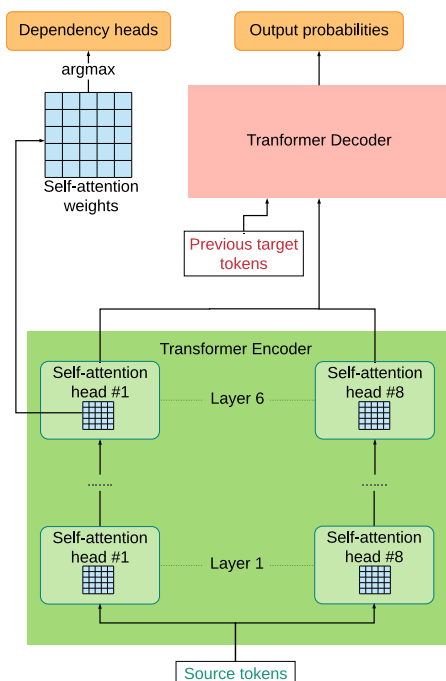 Dependency heads
Output probabilities
argmax
Self-attention
weights
Tranformer Decoder
Previous target
tokens
Transformer Encoder
Self-attention
head #1
Layer 6
Self-attention
head #8
......
......
Self-attention
head #1
Layer 1
Self-attention
head #8
Source tokens